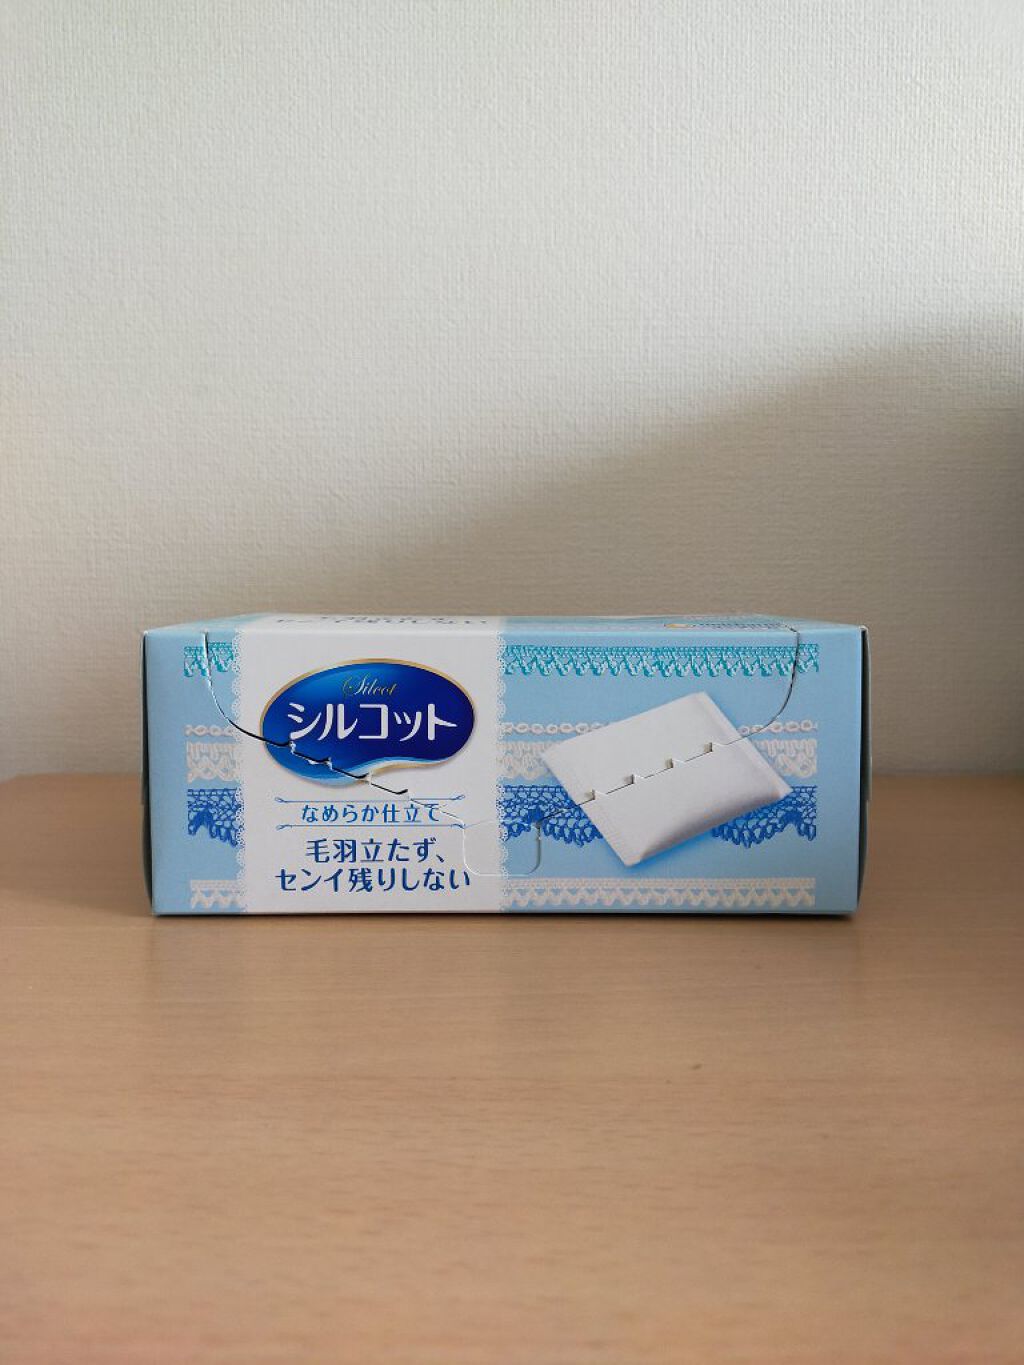 Silcot
シルコット
なめらか仕立て
毛羽立たず、
センイ残りしない